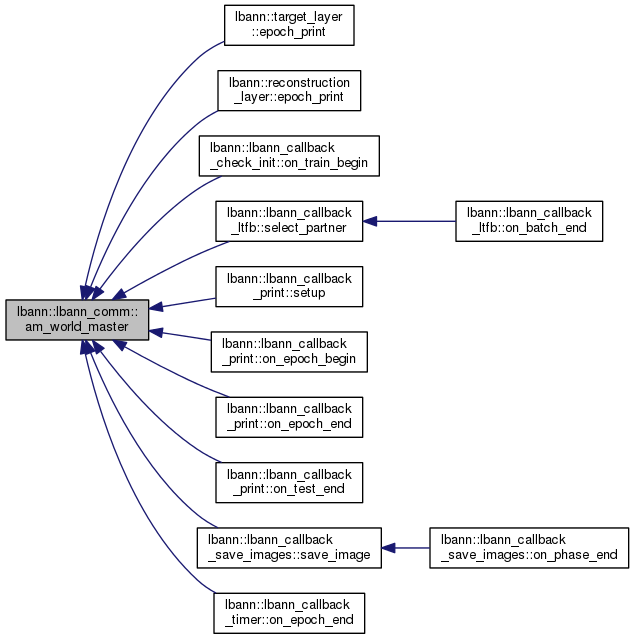 lbann::target_layer
::epoch_print
lbann::reconstruction
_layer::epoch_print
lbann::lbann_callback
_check_init::on_train_begin
lbann::lbann_callback
_ltfb::select_partner
lbann::lbann_callback
_ltfb::on_batch_end
lbann::lbann_callback
_print::setup
lbann::lbann_comm::
am_world_master
lbann::lbann_callback
_print::on_epoch_begin
lbann::lbann_callback
_print::on_epoch_end
lbann::lbann_callback
_print::on_test_end
lbann::lbann_callback
_save_images::save_image
lbann::lbann_callback
_save_images::on_phase_end
lbann::lbann_callback
_timer::on_epoch_end